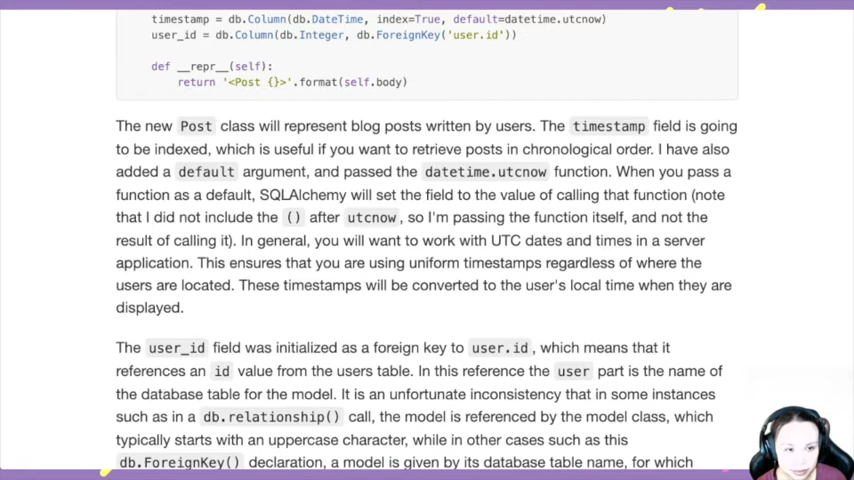 timestamp = db.Column(db.DateTime, index=True, default=datetime.utcnow)
user_id = db.Column(db.Integer, db.ForeignKey('user.id'))
def __repr__(self):
return '<Post {}>'.format(self.body)
The new Post class will represent blog posts written by users. The timestamp field is going
to be indexed, which is useful if you want to retrieve posts in chronological order. I have also
added a default argument, and passed the datetime.utcnow function. When you pass a
function as a default, SQLAlchemy will set the field to the value of calling that function (note
that I did not include the () after utcnow, so I'm passing the function itself, and not the
result of calling it). In general, you will want to work with UTC dates and times in a server
application. This ensures that you are using uniform timestamps regardless of where the
users are located. These timestamps will be converted to the user's local time when they are
displayed.
The user_id field was initialized as a foreign key to user.id, which means that it
references an id value from the users table. In this reference the user part is the name of
the database table for the model. It is an unfortunate inconsistency that in some instances
such as in a db.relationship() call, the model is referenced by the model class, which
typically starts with an uppercase character, while in other cases such as this
db.ForeignKey() declaration, a model is given by its database table name, for which